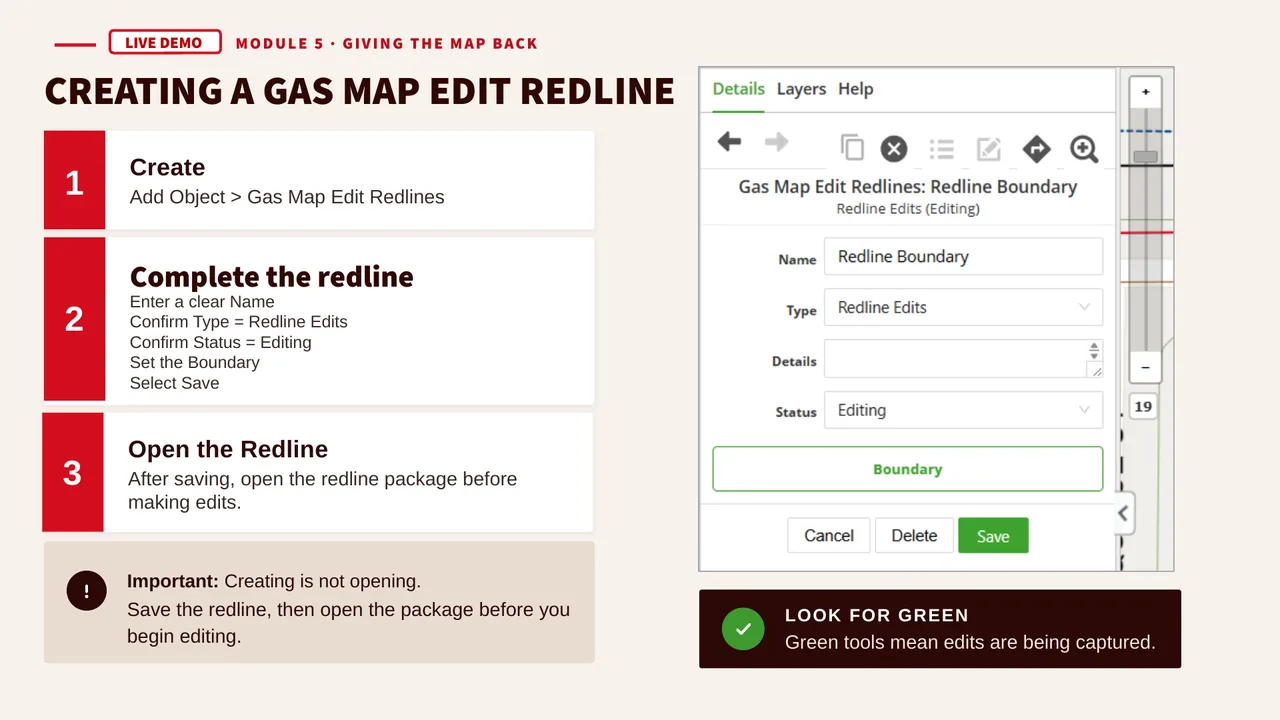 LIVE DEMO
MODULE 5 · GIVING THE MAP BACK
CREATING A GAS MAP EDIT REDLINE
1
Create
Add Object > Gas Map Edit Redlines
2
Complete the redline
Enter a clear Name
Confirm Type = Redline Edits
Confirm Status = Editing
Set the Boundary
Select Save
3
Open the Redline
After saving, open the redline package before
making edits.
Important: Creating is not opening.
Save the redline, then open the package before you
begin editing.
Details Layers Help
Gas Map Edit Redlines: Redline Boundary
Redline Edits (Editing)
Name Redline Boundary
Type Redline Edits
Details
Status Editing
Boundary
Cancel Delete Save
+
−
19
LOOK FOR GREEN
Green tools mean edits are being captured.